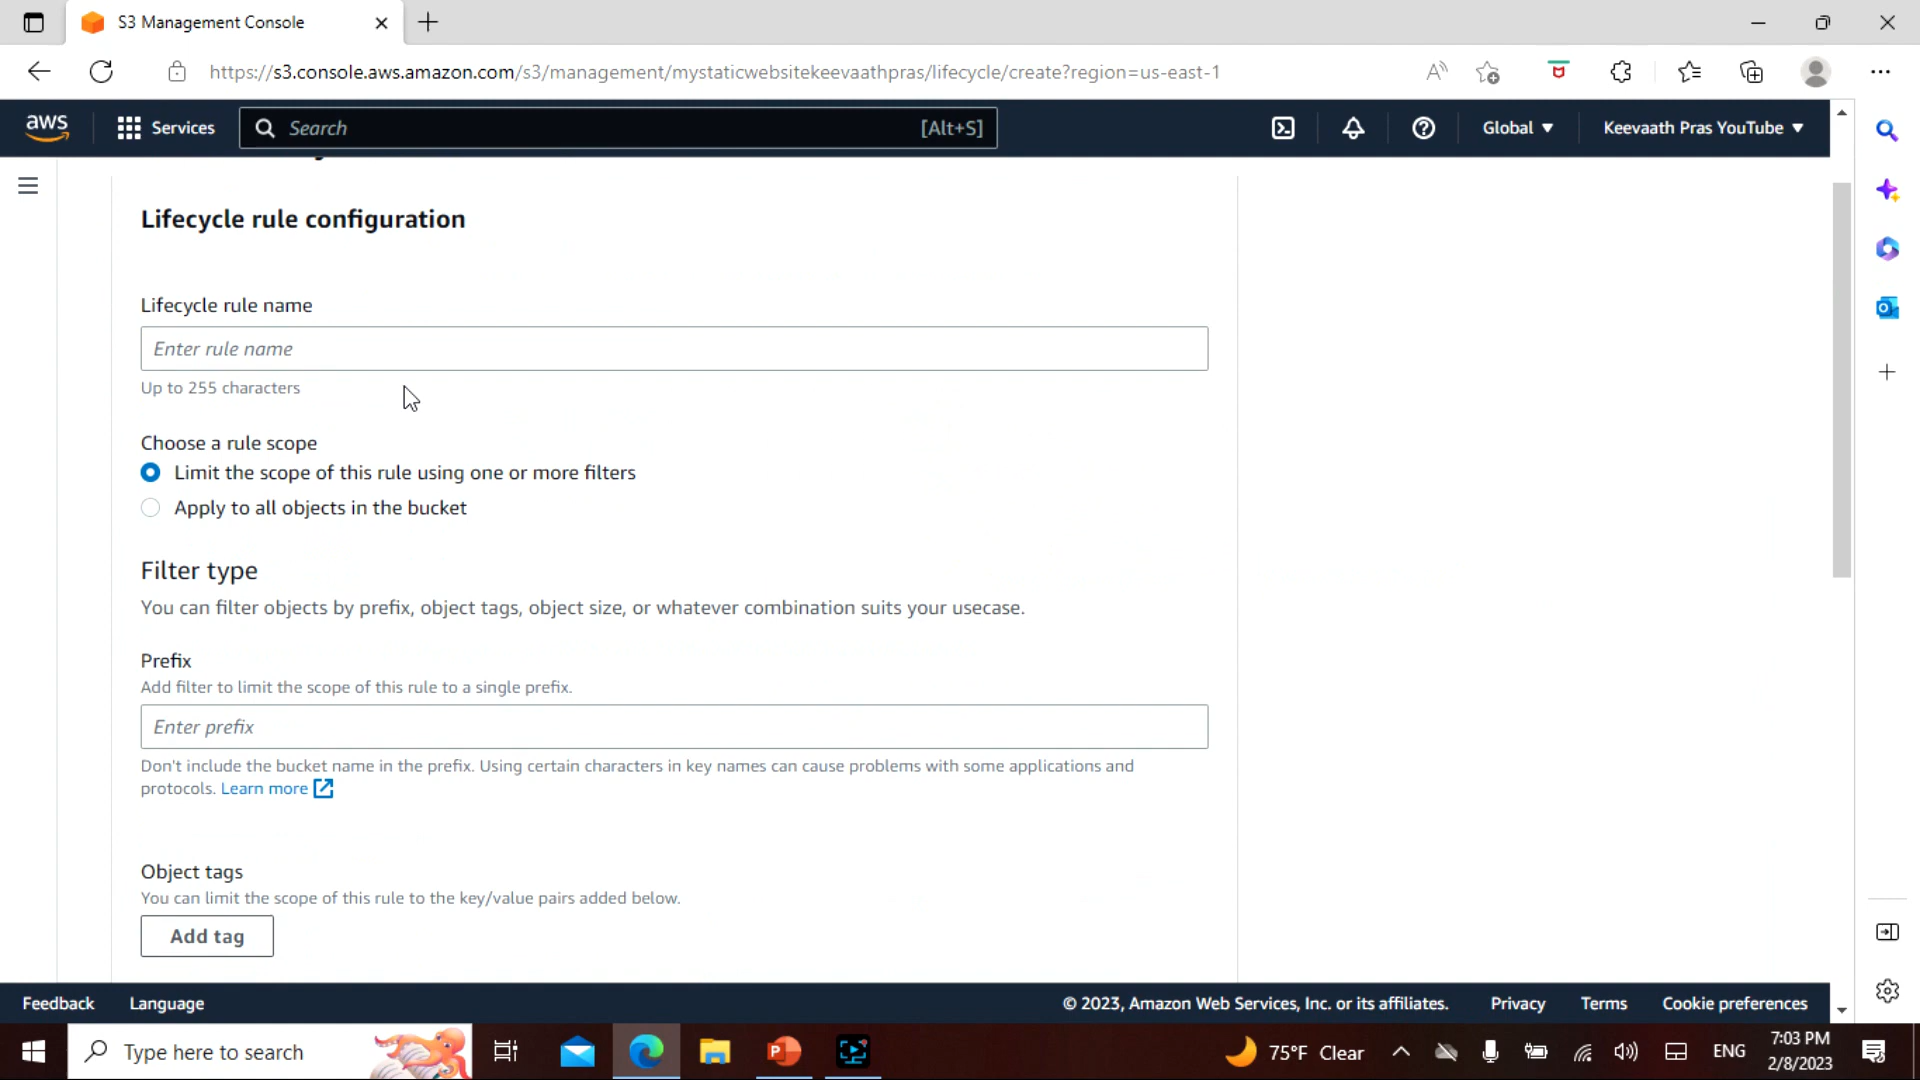 S3 Management Console
https://s3.console.aws.amazon.com/s3/management/mystaticwebsitekeevaathpras/lifecycle/create?region=us-east-1
aws Services Search [Alt+S] Global Keevaath Pras YouTube
Lifecycle rule configuration
Lifecycle rule name
Enter rule name
Up to 255 characters
Choose a rule scope
Limit the scope of this rule using one or more filters
Apply to all objects in the bucket
Filter type
You can filter objects by prefix, object tags, object size, or whatever combination suits your usecase.
Prefix
Add filter to limit the scope of this rule to a single prefix.
Enter prefix
Don't include the bucket name in the prefix. Using certain characters in key names can cause problems with some applications and
protocols. Learn more
Object tags
You can limit the scope of this rule to the key/value pairs added below.
Add tag
Feedback Language © 2023, Amazon Web Services, Inc. or its affiliates. Privacy Terms Cookie preferences
Type here to search 75°F Clear ENG 7:03 PM
2/8/2023